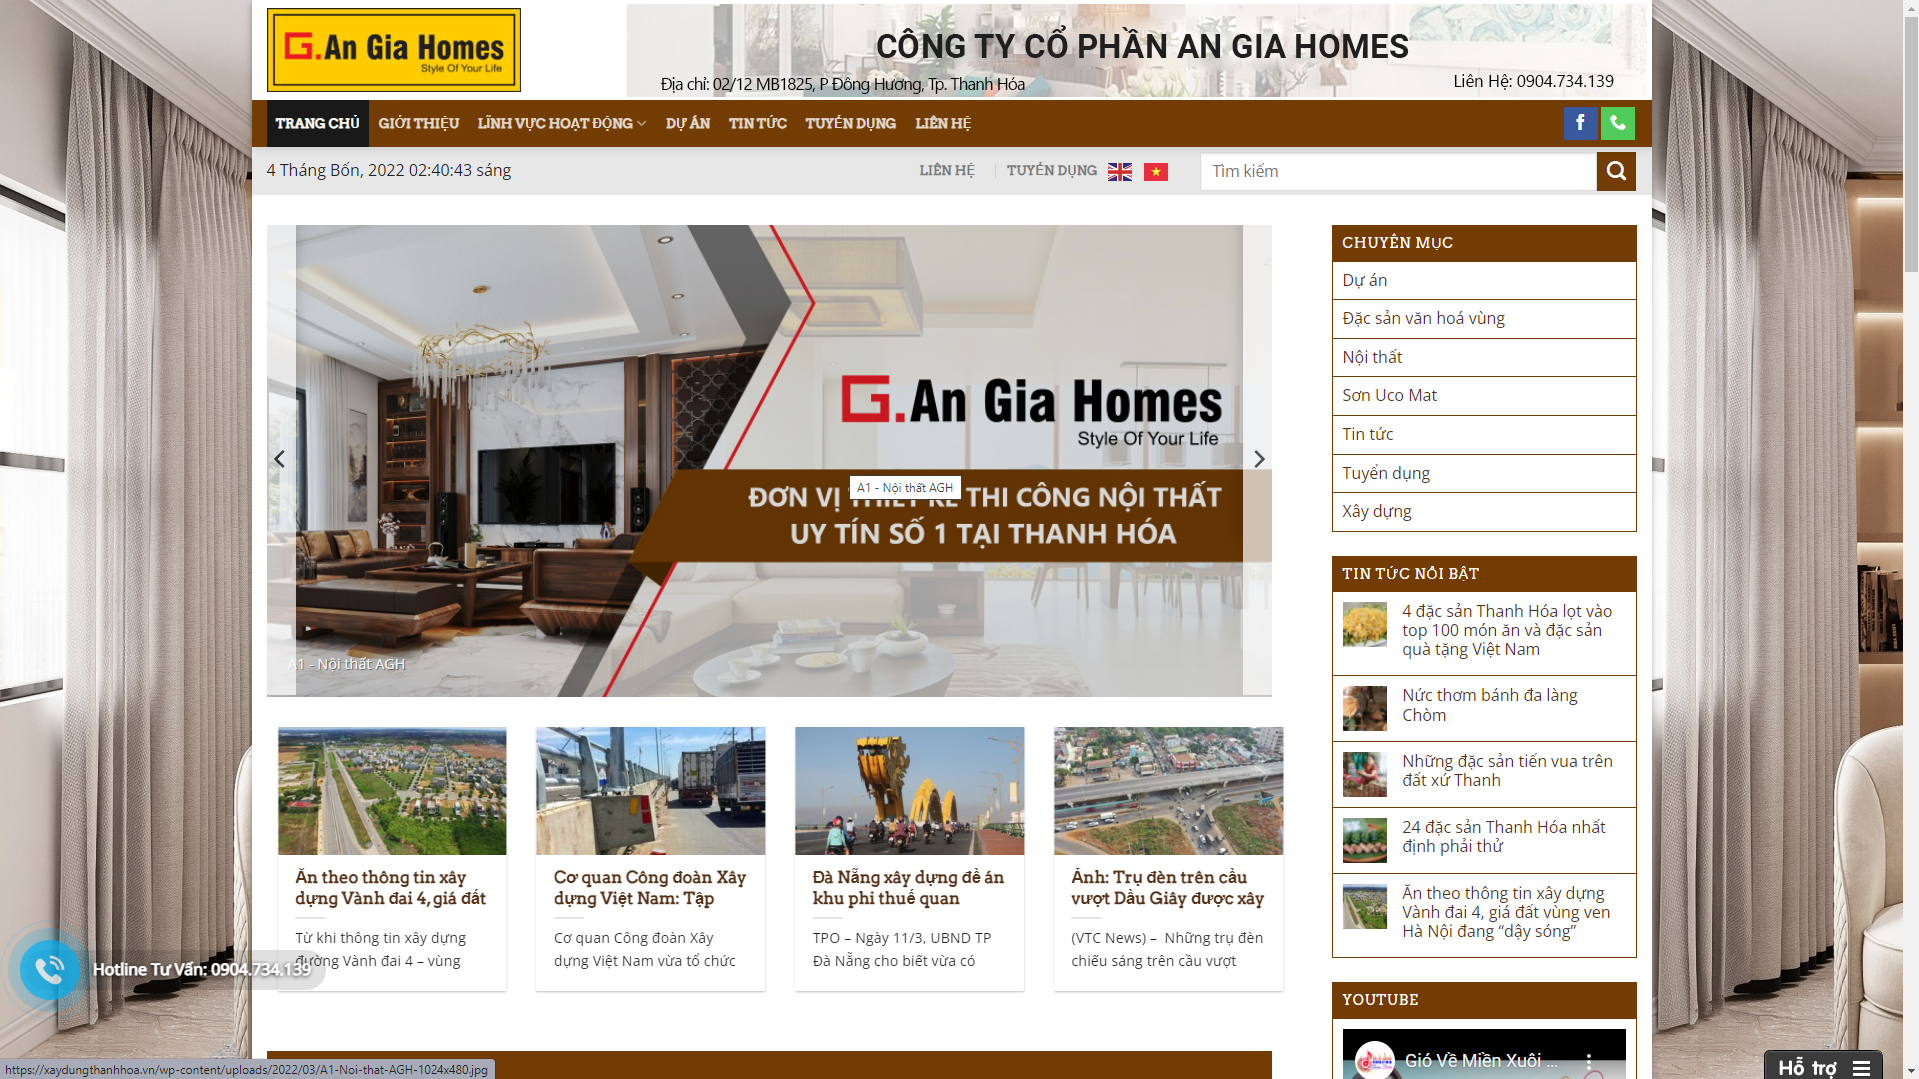 G.An Gia Homes
Style Of Your Life
CÔNG TY CỔ PHẦN AN GIA HOMES
Địa chỉ: 02/12 MB1825, P Đông Hương, Tp. Thanh Hóa
Liên Hệ: 0904.734.139
TRANG CHỦ
GIỚI THIỆU
LĨNH VỰC HOẠT ĐỘNG
DỰ ÁN
TIN TỨC
TUYỂN DỤNG
LIÊN HỆ
4 Tháng Bốn, 2022 02:40:43 sáng
LIÊN HỆ
TUYỂN DỤNG
Tìm kiếm
G.An Gia Homes
Style Of Your Life
A1 - Nội thất AGH
ĐƠN VỊ THIẾT KẾ THI CÔNG NỘI THẤT
UY TÍN SỐ 1 TẠI THANH HÓA
A1 - Nội thất AGH
Ăn theo thông tin xây
dựng Vành đai 4, giá đất
Từ khi thông tin xây dựng
đường Vành đai 4 – vùng
Cơ quan Công đoàn Xây
dựng Việt Nam: Tập
Cơ quan Công đoàn Xây
dựng Việt Nam vừa tổ chức
Đà Nẵng xây dựng đề án
khu phi thuế quan
TPO – Ngày 11/3, UBND TP
Đà Nẵng cho biết vừa có
Ảnh: Trụ đèn trên cầu
vượt Dầu Giây được xây
(VTC News) – Những trụ đèn
chiếu sáng trên cầu vượt
CHUYÊN MỤC
Dự án
Đặc sản văn hoá vùng
Nội thất
Sơn Uco Mat
Tin tức
Tuyển dụng
Xây dựng
TIN TỨC NỔI BẬT
4 đặc sản Thanh Hóa lọt vào
top 100 món ăn và đặc sản
quà tặng Việt Nam
Nức thơm bánh đa làng
Chòm
Những đặc sản tiến vua trên
đất xứ Thanh
24 đặc sản Thanh Hóa nhất
định phải thử
Ăn theo thông tin xây dựng
Vành đai 4, giá đất vùng ven
Hà Nội đang “dậy sóng”
YOUTUBE
Gió Về Miền Xuôi ...
Hotline Tư Vấn: 0904.734.139
https://xaydungthanhhoa.vn/wp-content/uploads/2022/03/A1-Noi-that-AGH-1024x480.jpg
Hỗ trợ